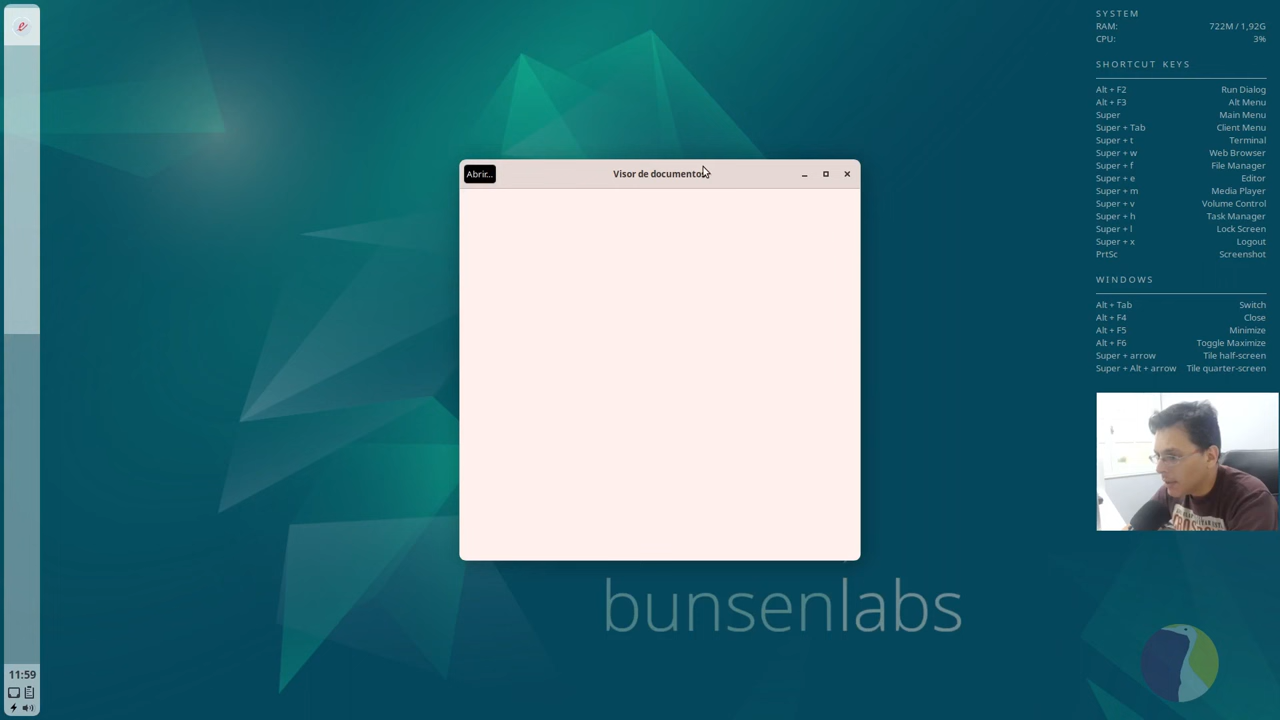 e
SYSTEM
RAM: 722M / 1,92G
CPU: 3%
SHORTCUT KEYS
Alt + F2 Run Dialog
Alt + F3 Alt Menu
Super Main Menu
Super + Tab Client Menu
Super + t Terminal
Super + w Web Browser
Super + f File Manager
Super + e Editor
Super + m Media Player
Super + v Volume Control
Super + h Task Manager
Super + l Lock Screen
Super + x Logout
PrtSc Screenshot
WINDOWS
Alt + Tab Switch
Alt + F4 Close
Alt + F5 Minimize
Alt + F6 Toggle Maximize
Super + arrow Tile half-screen
Super + Alt + arrow Tile quarter-screen
Abrir...
Visor de documentos
bunsenlabs
11:59